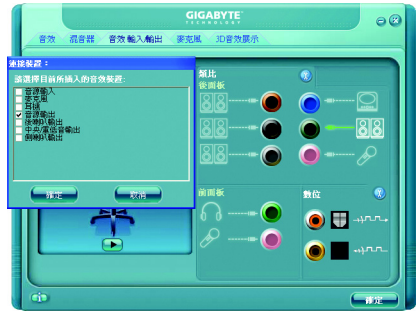 GIGABYTE
TECHNOLOGY
音效 混音器 音效輸入/輸出 麥克風 3D音效展示
連接裝置：
請選擇目前所插入的音效裝置:
音源輸入
麥克風
耳機
音源輸出
後喇叭輸出
中央/重低音輸出
側喇叭輸出
確定 取消
類比
後面板
前面板
數位
確定